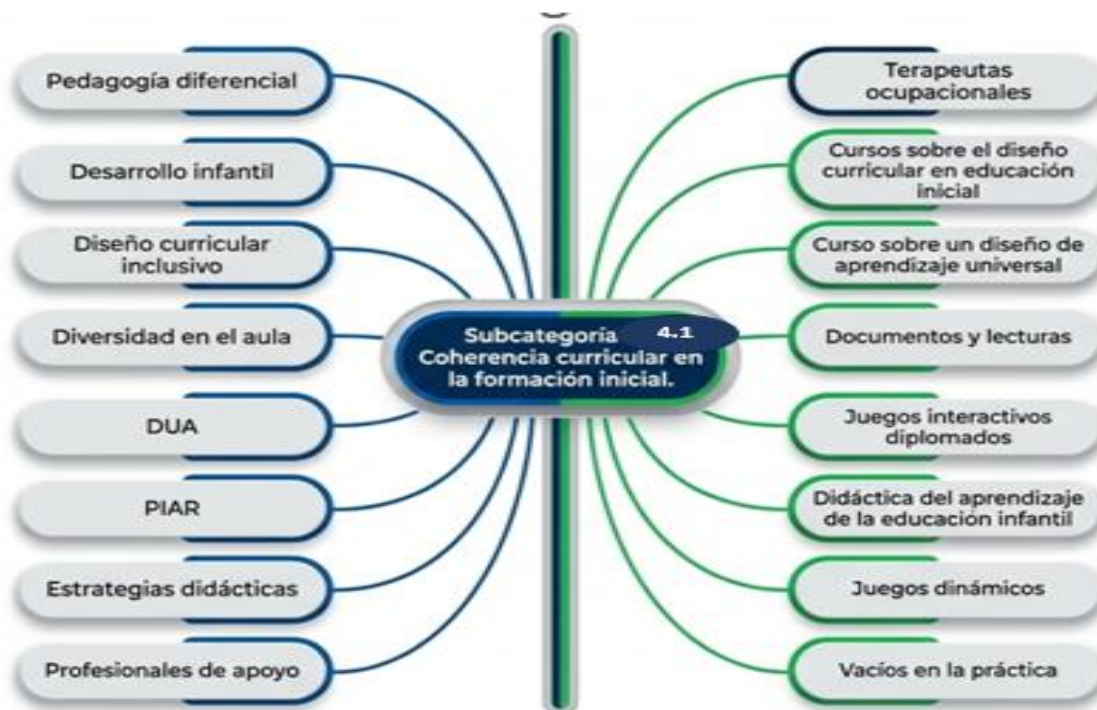 Pedagogía diferencial
Desarrollo infantil
Diseño curricular
inclusivo
Diversidad en el aula
DUA
PIAR
Estrategias didácticas
Profesionales de apoyo
Subcategoría 4.1
Coherencia curricular en
la formación inicial.
Terapeutas
ocupacionales
Cursos sobre el diseño
curricular en educación
inicial
Curso sobre un diseño de
aprendizaje universal
Documentos y lecturas
Juegos interactivos
diplomados
Didáctica del aprendizaje
de la educación infantil
Juegos dinámicos
Vacíos en la práctica